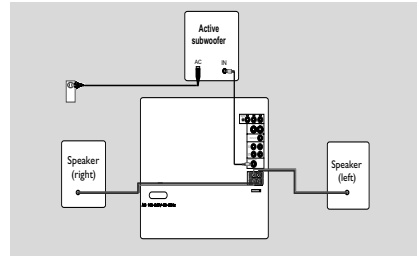 Active
subwoofer
AC IN
Speaker
(right)
Speaker
(left)